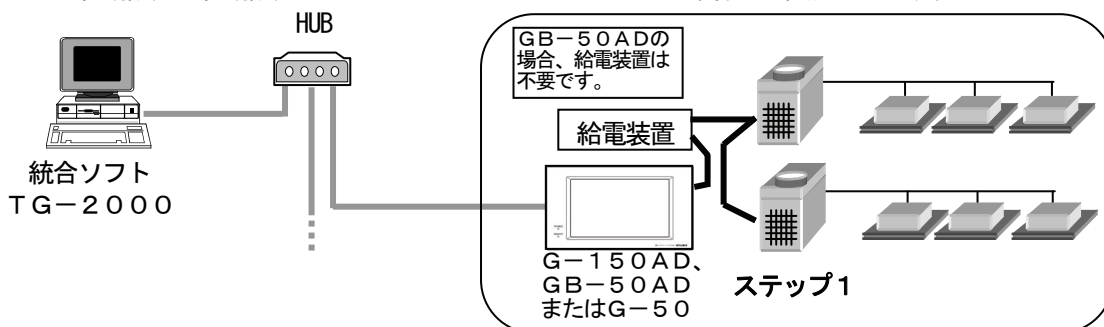 HUB
GB－50ADの
場合、給電装置は
不要です。
給電装置
統合ソフト
TG－2000
G－150AD、
GB－50AD
またはG－50
ステップ1